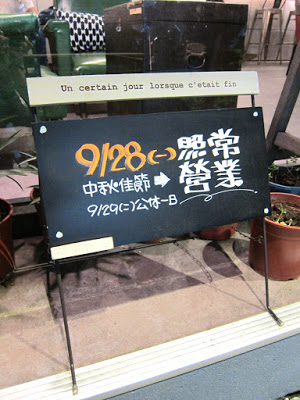 Un certain jour lorsque c'etait fin
9/28(一) 照常
中秋佳節 → 營業
9/29(二)公休一日